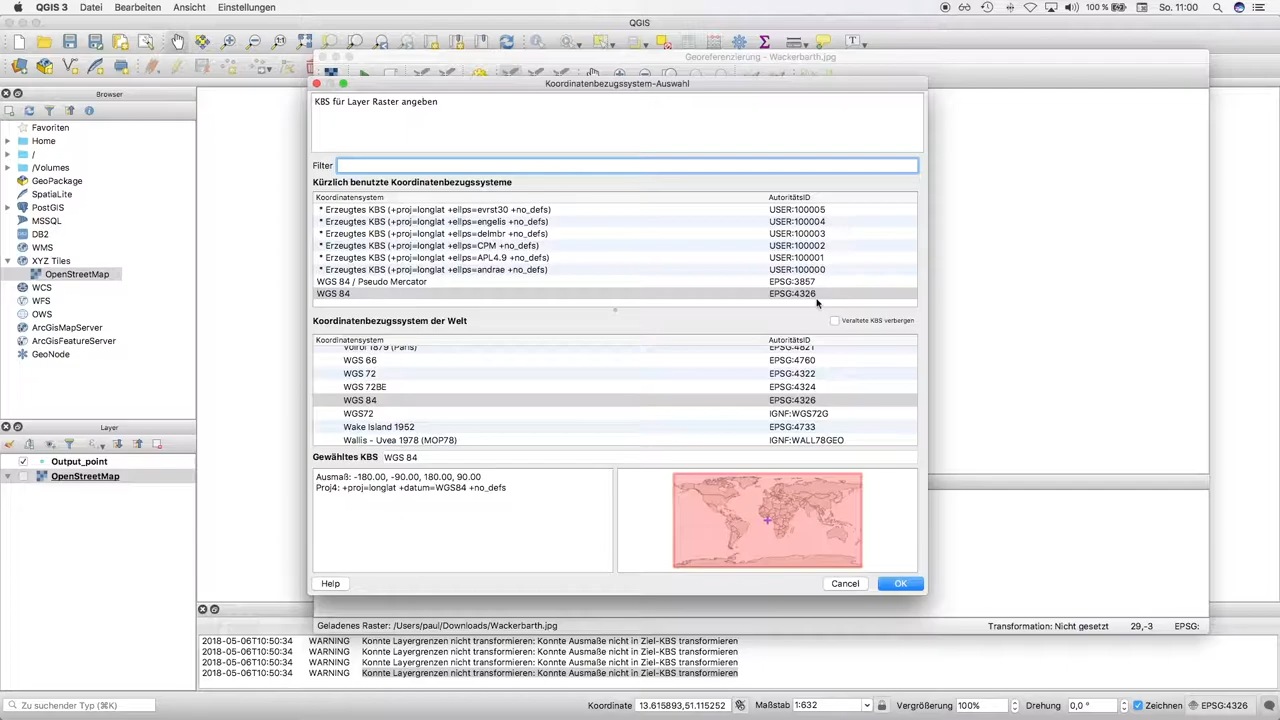 QGIS 3 Datei Bearbeiten Ansicht Einstellungen 100 % So. 11:00
QGIS
Georeferenzierung - Wackerbarth.jpg
Koordinatenbezugssystem-Auswahl
KBS für Layer Raster angeben
Filter
Kürzlich benutzte Koordinatenbezugssysteme
Koordinatensystem AutoritätsID
* Erzeugtes KBS (+proj=longlat +ellps=evrst30 +no_defs) USER:100005
* Erzeugtes KBS (+proj=longlat +ellps=engelis +no_defs) USER:100004
* Erzeugtes KBS (+proj=longlat +ellps=delmbr +no_defs) USER:100003
* Erzeugtes KBS (+proj=longlat +ellps=CPM +no_defs) USER:100002
* Erzeugtes KBS (+proj=longlat +ellps=APL4.9 +no_defs) USER:100001
* Erzeugtes KBS (+proj=longlat +ellps=andrae +no_defs) USER:100000
WGS 84 / Pseudo Mercator EPSG:3857
WGS 84 EPSG:4326
Koordinatenbezugssystem der Welt Veraltete KBS verbergen
Koordinatensystem AutoritätsID
Voirol 1879 (Paris) EPSG:4821
WGS 66 EPSG:4760
WGS 72 EPSG:4322
WGS 72BE EPSG:4324
WGS 84 EPSG:4326
WGS72 IGNF:WGS72G
Wake Island 1952 EPSG:4733
Wallis - Uvea 1978 (MOP78) IGNF:WALL78GEO
Gewähltes KBS WGS 84
Ausmaß: -180.00, -90.00, 180.00, 90.00
Proj4: +proj=longlat +datum=WGS84 +no_defs
Help Cancel OK
Browser
Favoriten
Home
/
/Volumes
GeoPackage
SpatiaLite
PostGIS
MSSQL
DB2
WMS
XYZ Tiles
OpenStreetMap
WCS
WFS
OWS
ArcGisMapServer
ArcGisFeatureServer
GeoNode
Layer
Output_point
OpenStreetMap
Geladenes Raster: /Users/paul/Downloads/Wackerbarth.jpg Transformation: Nicht gesetzt 29,-3 EPSG:
2018-05-06T10:50:34 WARNING Konnte Layergrenzen nicht transformieren: Konnte Ausmaße nicht in Ziel-KBS transformieren
2018-05-06T10:50:34 WARNING Konnte Layergrenzen nicht transformieren: Konnte Ausmaße nicht in Ziel-KBS transformieren
2018-05-06T10:50:34 WARNING Konnte Layergrenzen nicht transformieren: Konnte Ausmaße nicht in Ziel-KBS transformieren
2018-05-06T10:50:34 WARNING Konnte Layergrenzen nicht transformieren: Konnte Ausmaße nicht in Ziel-KBS transformieren
Zu suchender Typ (⌘K) Koordinate 13.615893,51.115252 Maßstab 1:632 Vergrößerung 100% Drehung 0,0 ° Zeichnen EPSG:4326